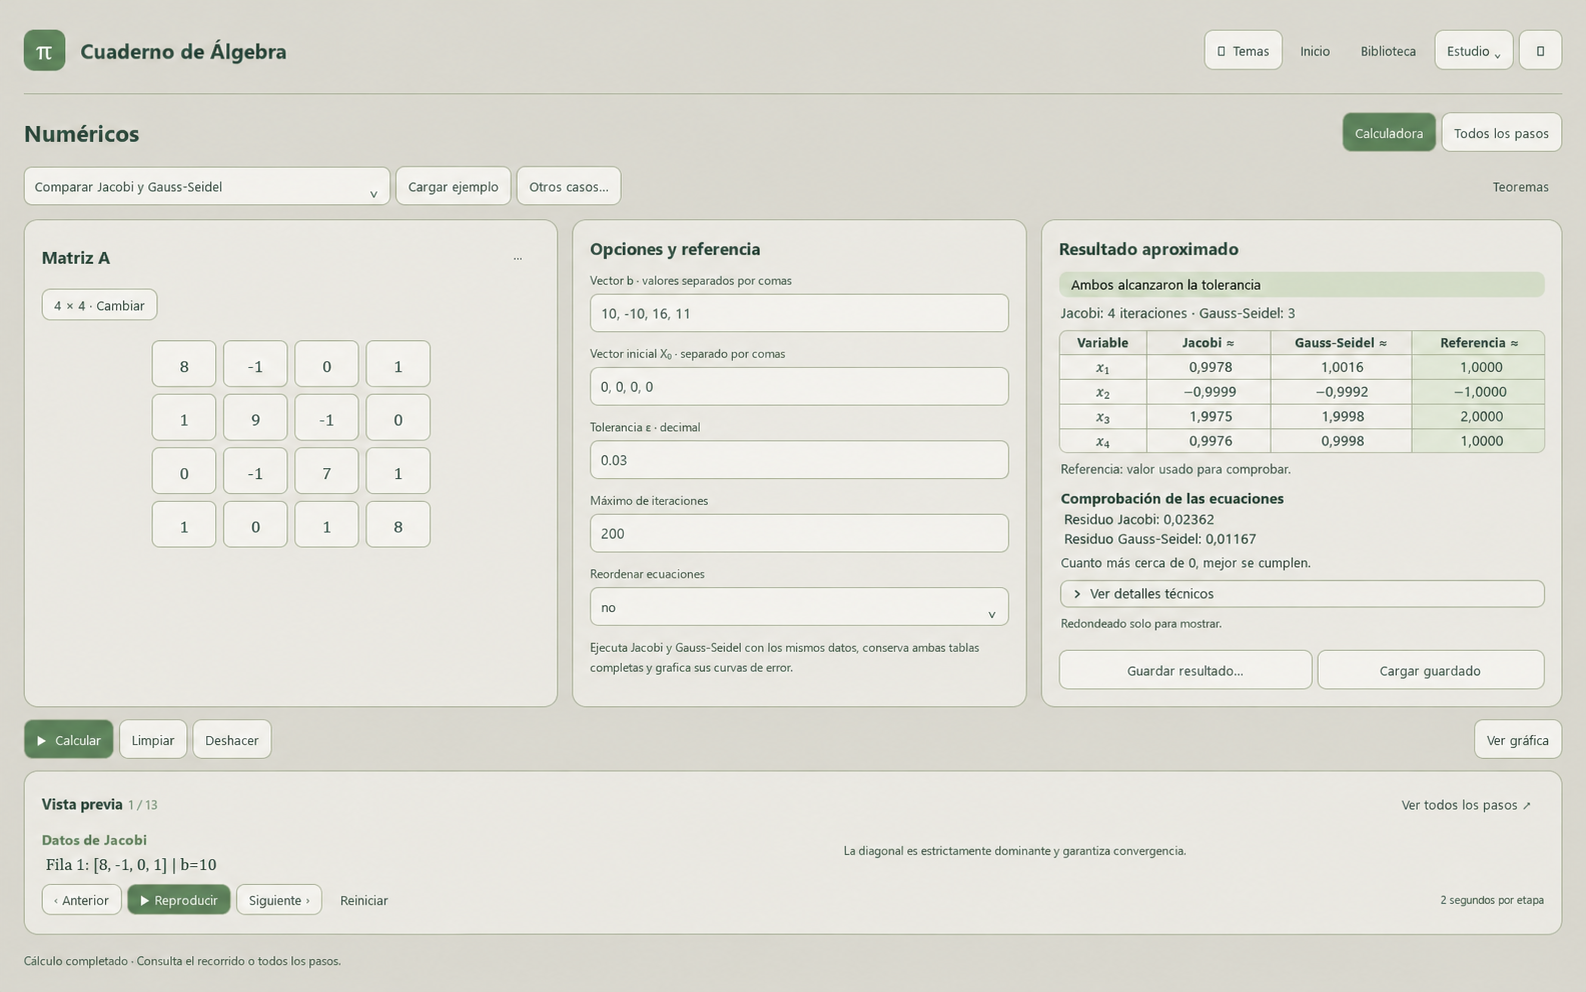 π Cuaderno de Álgebra
Temas Inicio Biblioteca Estudio
Numéricos
Calculadora Todos los pasos
Comparar Jacobi y Gauss-Seidel Cargar ejemplo Otros casos... Teoremas
Matriz A ...
4 × 4 · Cambiar
8 -1 0 1
1 9 -1 0
0 -1 7 1
1 0 1 8
Opciones y referencia
Vector b · valores separados por comas
10, -10, 16, 11
Vector inicial X₀ · separado por comas
0, 0, 0, 0
Tolerancia ε · decimal
0.03
Máximo de iteraciones
200
Reordenar ecuaciones
no
Ejecuta Jacobi y Gauss-Seidel con los mismos datos, conserva ambas tablas
completas y grafica sus curvas de error.
Resultado aproximado
Ambos alcanzaron la tolerancia
Jacobi: 4 iteraciones · Gauss-Seidel: 3
Variable Jacobi ≈ Gauss-Seidel ≈ Referencia ≈
x₁ 0,9978 1,0016 1,0000
x₂ −0,9999 −0,9992 −1,0000
x₃ 1,9975 1,9998 2,0000
x₄ 0,9976 0,9998 1,0000
Referencia: valor usado para comprobar.
Comprobación de las ecuaciones
Residuo Jacobi: 0,02362
Residuo Gauss-Seidel: 0,01167
Cuanto más cerca de 0, mejor se cumplen.
› Ver detalles técnicos
Redondeado solo para mostrar.
Guardar resultado... Cargar guardado
▶ Calcular Limpiar Deshacer Ver gráfica
Vista previa 1 / 13 Ver todos los pasos ↗
Datos de Jacobi
Fila 1: [8, -1, 0, 1] | b=10
La diagonal es estrictamente dominante y garantiza convergencia.
‹ Anterior ▶ Reproducir Siguiente › Reiniciar 2 segundos por etapa
Cálculo completado · Consulta el recorrido o todos los pasos.